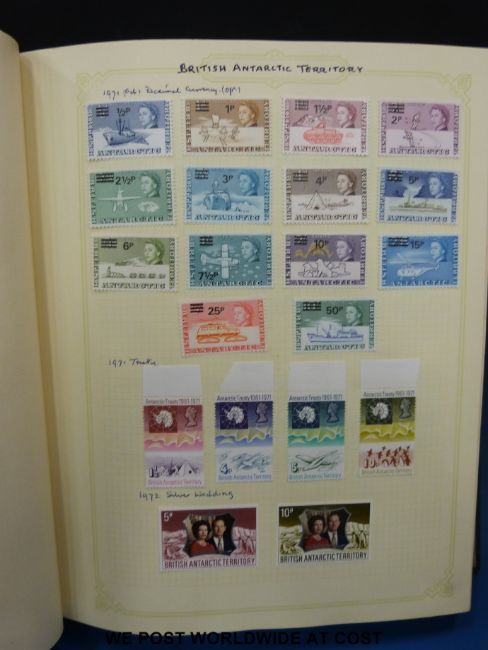 BRITISH ANTARCTIC TERRITORY
1971 Decimal Currency (op)
½P 1P 1½P 2P
2½P 3P 4P 5P
6P 7½P 10P 15P
25P 50P
1971 Treaty
Antarctic Treaty 1961-1971 Antarctic Treaty 1961-1971 Antarctic Treaty 1961-1971 Antarctic Treaty 1961-1971
British Antarctic Territory British Antarctic Territory British Antarctic Territory British Antarctic Territory
1972 Silver Wedding
5P 10P
BRITISH ANTARCTIC TERRITORY BRITISH ANTARCTIC TERRITORY
WE POST WORLDWIDE AT COST